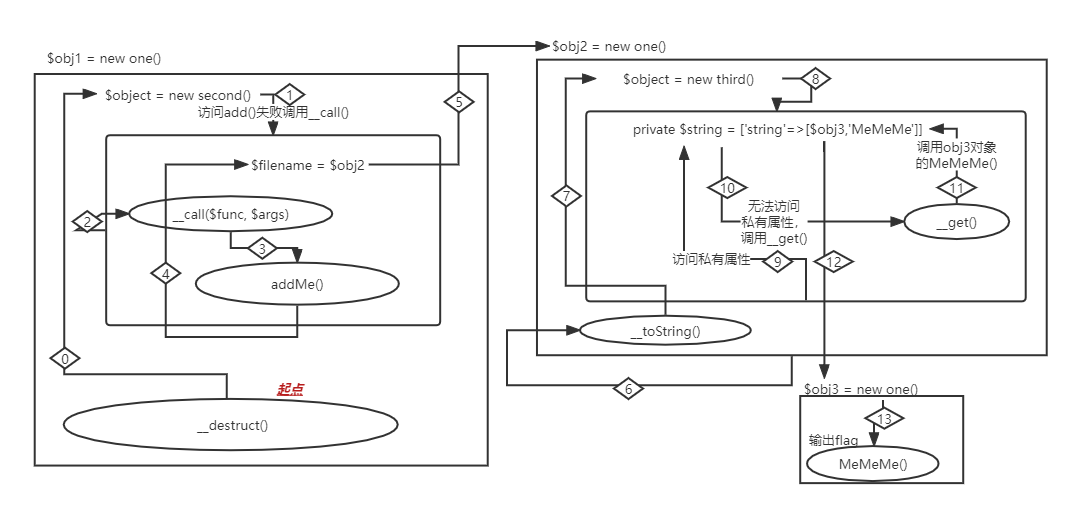 $obj1 = new one()
$object = new second()
1
访问add()失败调用__call()
$filename = $obj2
2
__call($func, $args)
3
4
addMe()
0
起点
__destruct()
5
$obj2 = new one()
$object = new third()
8
private $string = ['string'=>[$obj3,'MeMeMe']]
调用obj3对象
的MeMeMe()
7
10
11
无法访问
私有属性，
调用__get()
__get()
访问私有属性
9
12
__toString()
6
$obj3 = new one()
13
输出flag
MeMeMe()